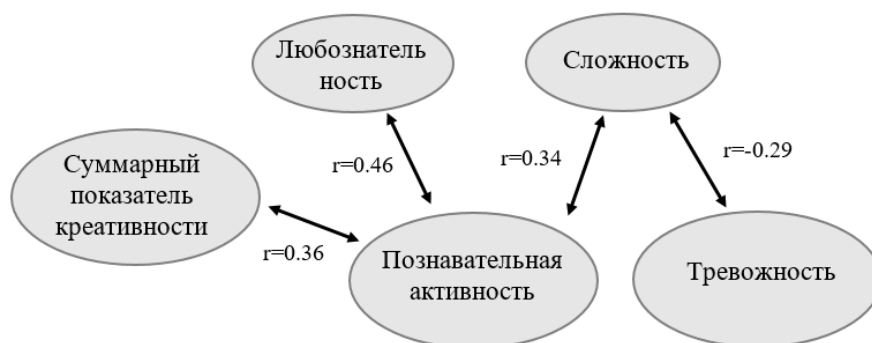 Любознатель
ность
Сложность
Суммарный
показатель
креативности
r=0.46
r=0.34
r=-0.29
r=0.36
Познавательная
активность
Тревожность